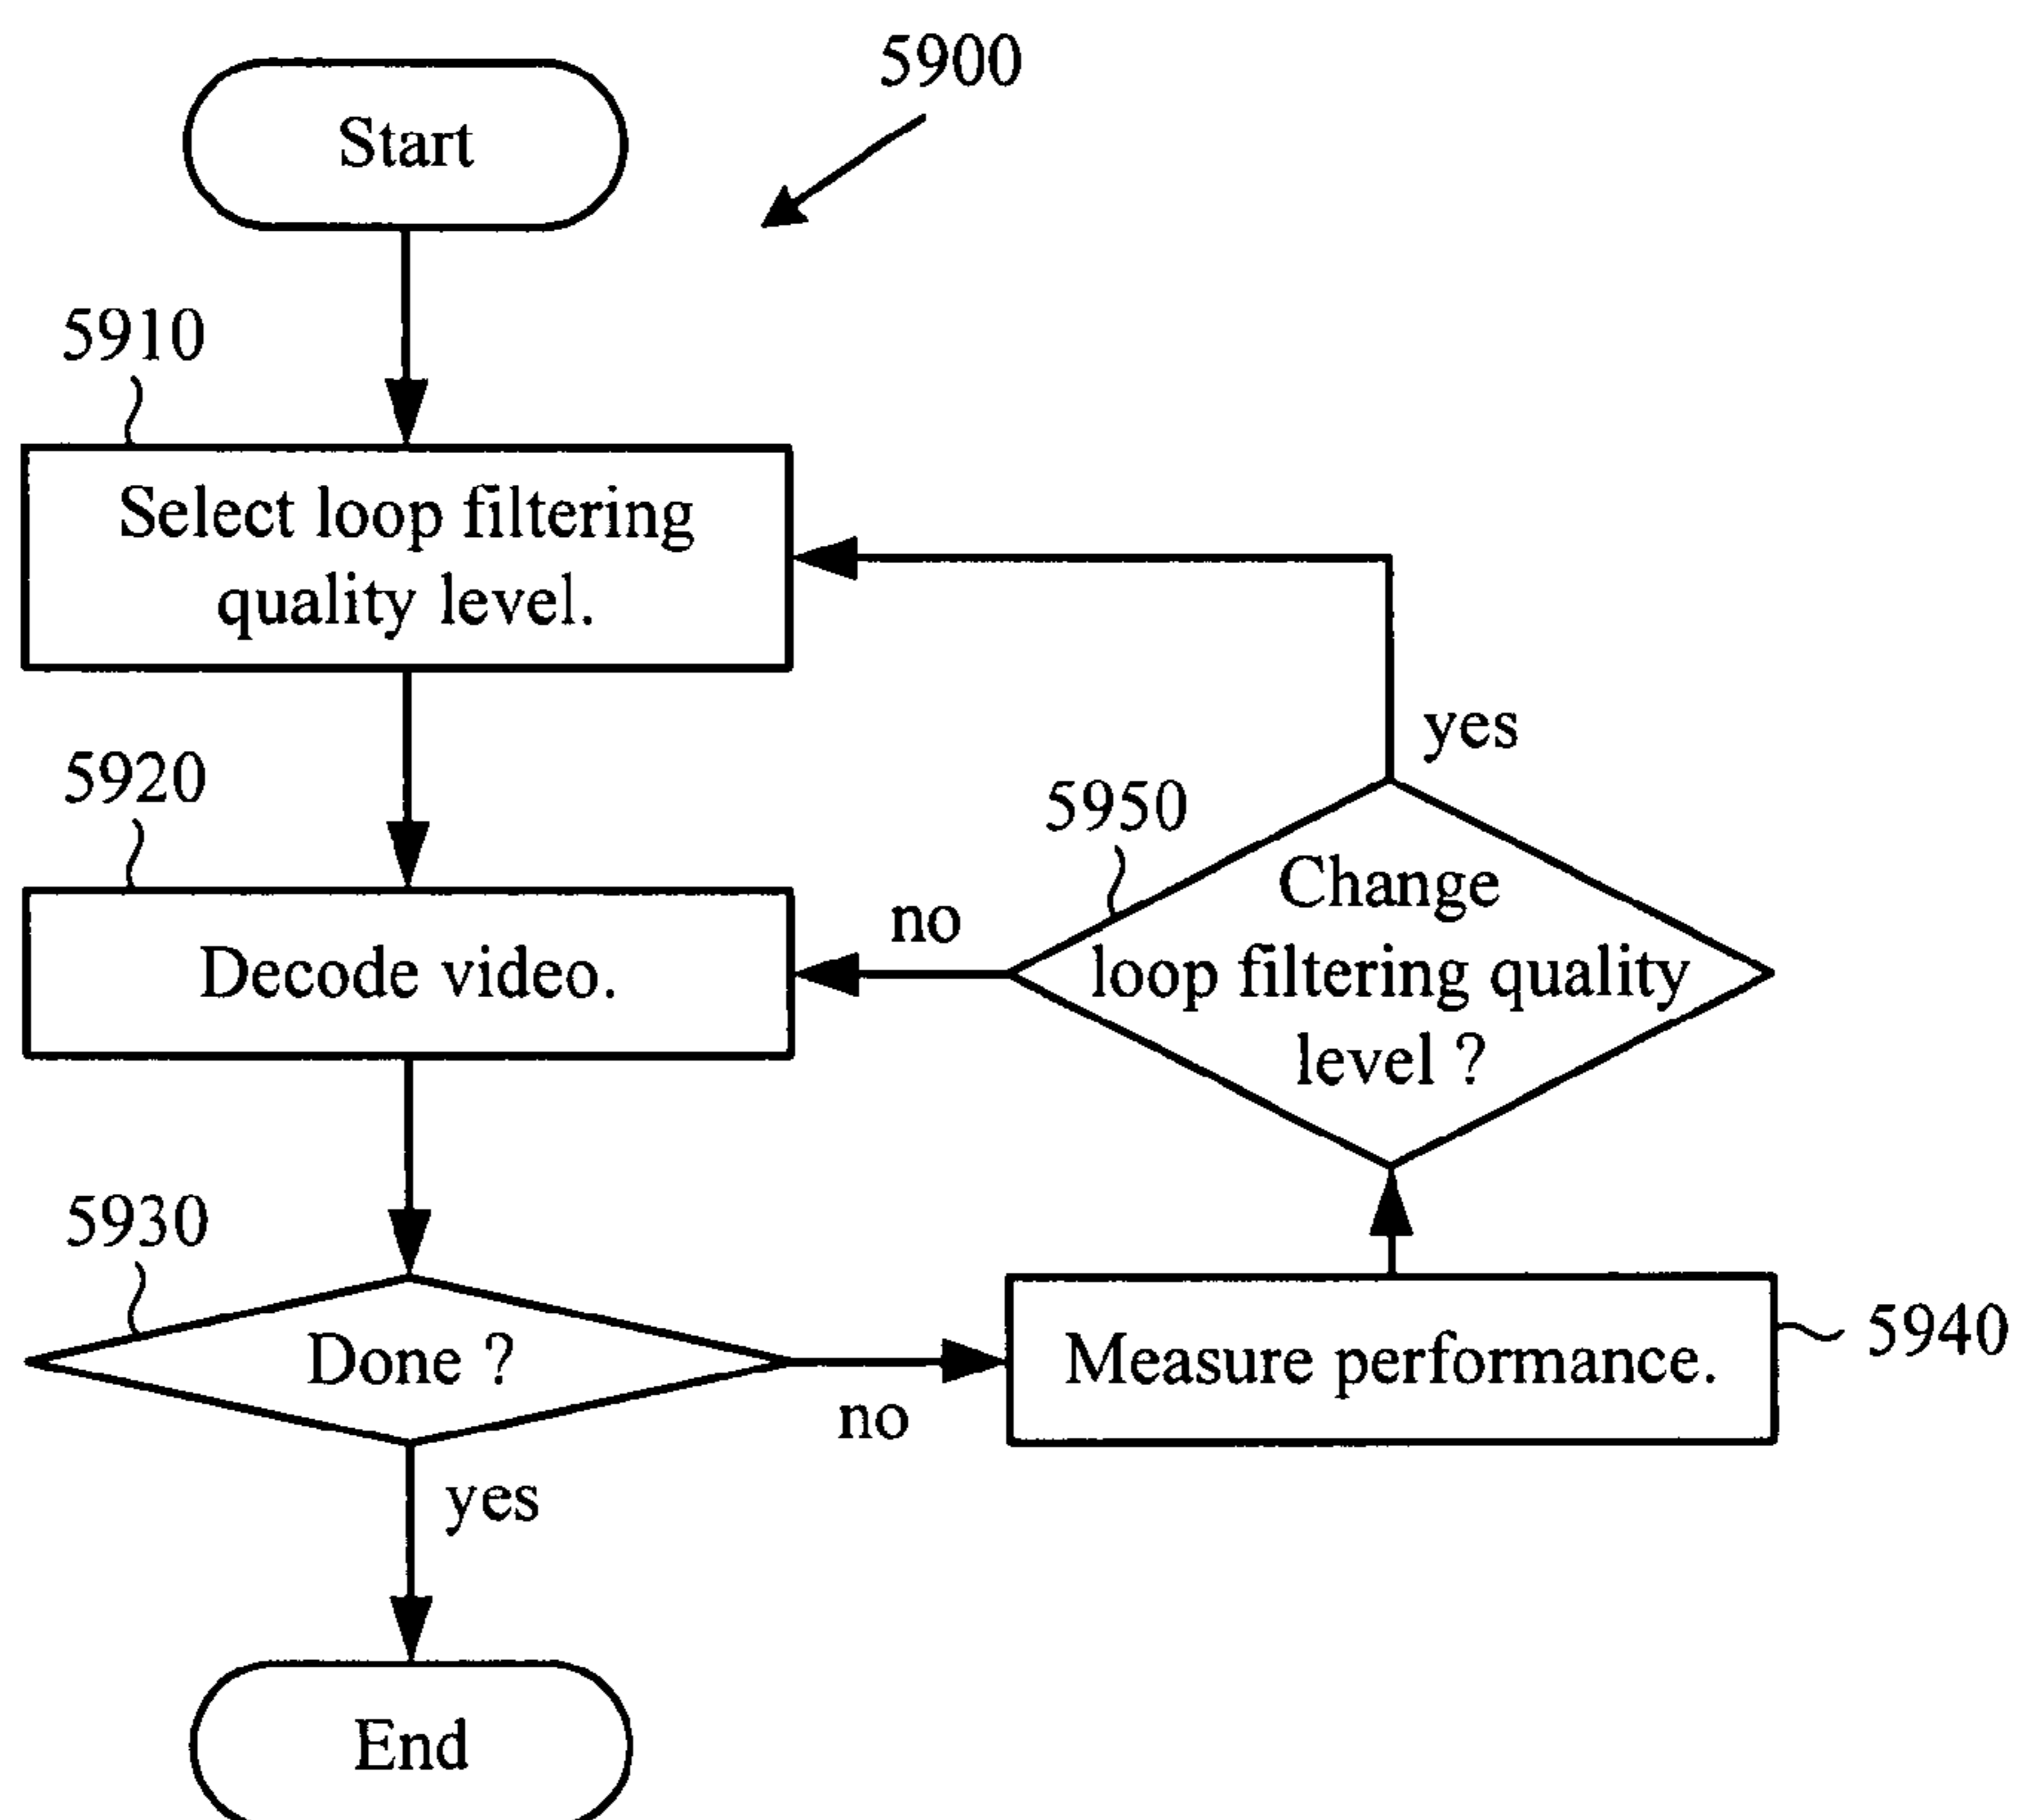 5900
Start
5910
Select loop filtering
quality level.
yes
5920
5950
Change
loop filtering quality
level ?
no
Decode video.
5930
Done ?
no
Measure performance.
5940
yes
End